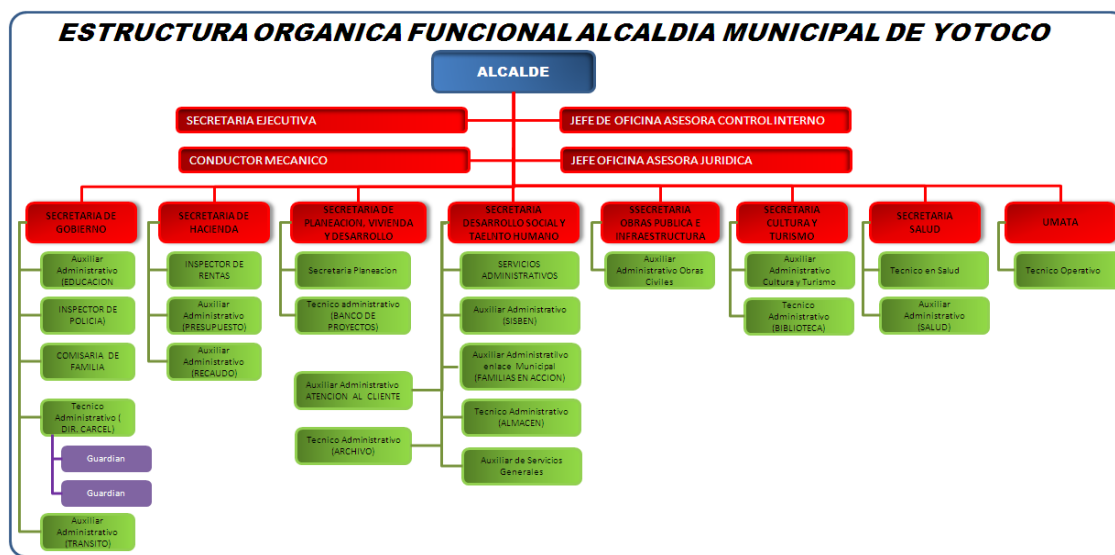 ESTRUCTURA ORGANICA FUNCIONAL ALCALDIA MUNICIPAL DE YOTOCO
ALCALDE
SECRETARIA EJECUTIVA
JEFE DE OFICINA ASESORA CONTROL INTERNO
CONDUCTOR MECANICO
JEFE OFICINA ASESORA JURIDICA
SECRETARIA DE
GOBIERNO
Auxiliar
Administrativo
(EDUCACION
INSPECTOR DE
POLICIA)
COMISARIA DE
FAMILIA
Tecnico
Administrativo (
DIR. CARCEL)
Guardian
Guardian
Auxiliar
Administrativo
(TRANSITO)
SECRETARIA DE
HACIENDA
INSPECTOR DE
RENTAS
Auxiliar
Administrativo
(PRESUPUESTO)
Auxiliar
Administrativo
(RECAUDO)
SECRETARIA DE
PLANEACION, VIVIENDA
Y DESARROLLO
Secretaria Planeacion
Tecnico administrativo
(BANCO DE
PROYECTOS)
SECRETARIA
DESARROLLO SOCIAL Y
TAELNTO HUMANO
SERVICIOS
ADMINISTRATIVOS
Auxiliar Administrativo
(SISBEN)
Auxiliar Administratilvo
enlace Municipal
(FAMILIAS EN ACCION)
Auxiliar Administrativo
ATENCION AL CLIENTE
Tecnico Administrativo
(ALMACEN)
Tecnico Administrativo
(ARCHIVO)
Auxiliar de Servicios
Generales
SSECRETARIA
OBRAS PUBLICA E
INFRAESTRUCTURA
Auxiliar
Administrativo Obras
Civiles
SECRETARIA
CULTURA Y
TURISMO
Auxiliar
Administrativo
Cultura y Turismo
Tecnico
Administrativo
(BIBLIOTECA)
SECRETARIA
SALUD
Tecnico en Salud
Auxiliar
Administrativo
(SALUD)
UMATA
Tecnico Operativo